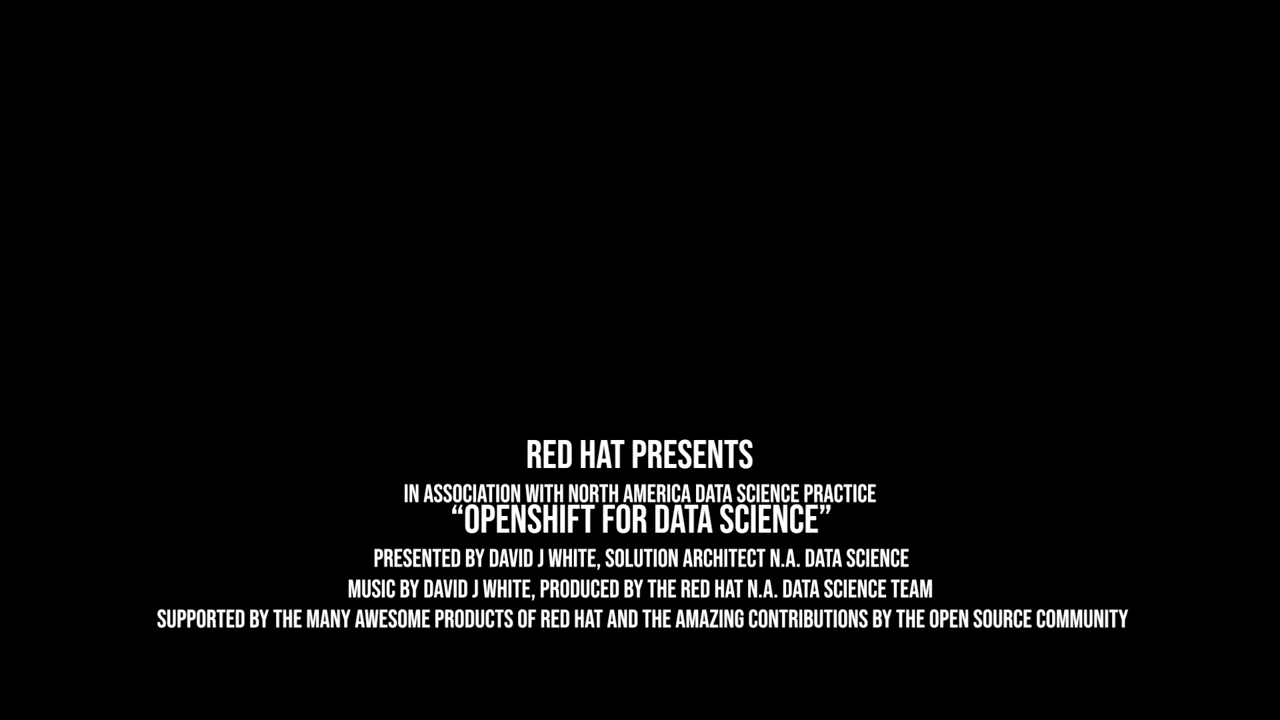 RED HAT PRESENTS
IN ASSOCIATION WITH NORTH AMERICA DATA SCIENCE PRACTICE
“OPENSHIFT FOR DATA SCIENCE”
PRESENTED BY DAVID J WHITE, SOLUTION ARCHITECT N.A. DATA SCIENCE
MUSIC BY DAVID J WHITE, PRODUCED BY THE RED HAT N.A. DATA SCIENCE TEAM
SUPPORTED BY THE MANY AWESOME PRODUCTS OF RED HAT AND THE AMAZING CONTRIBUTIONS BY THE OPEN SOURCE COMMUNITY